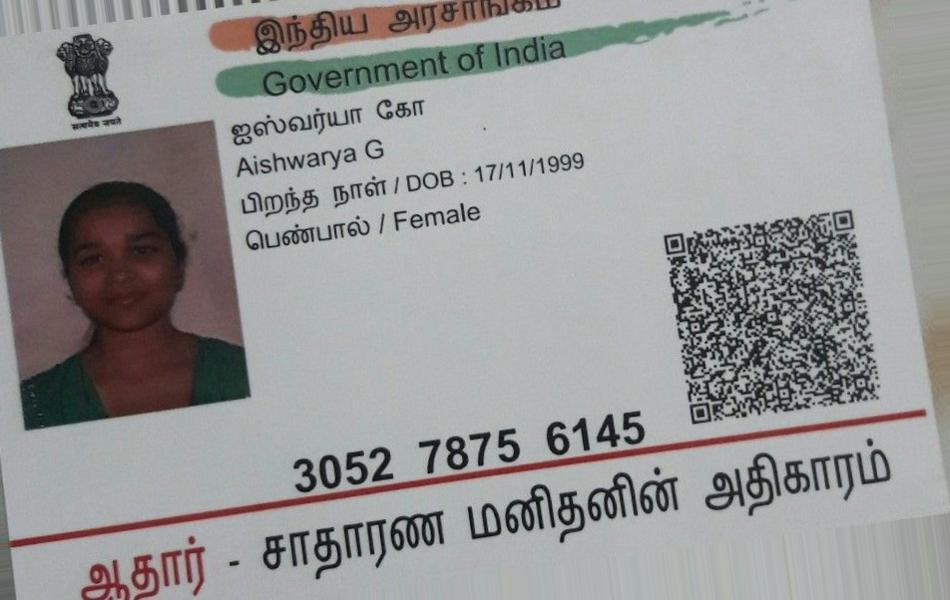 இந்திய அரசாங்கம்
Government of India
सत्यमेव जयते
ஐஸ்வர்யா கோ
Aishwarya G
பிறந்த நாள் / DOB : 17/11/1999
பெண்பால் / Female
3052 7875 6145
ஆதார் - சாதாரண மனிதனின் அதிகாரம்